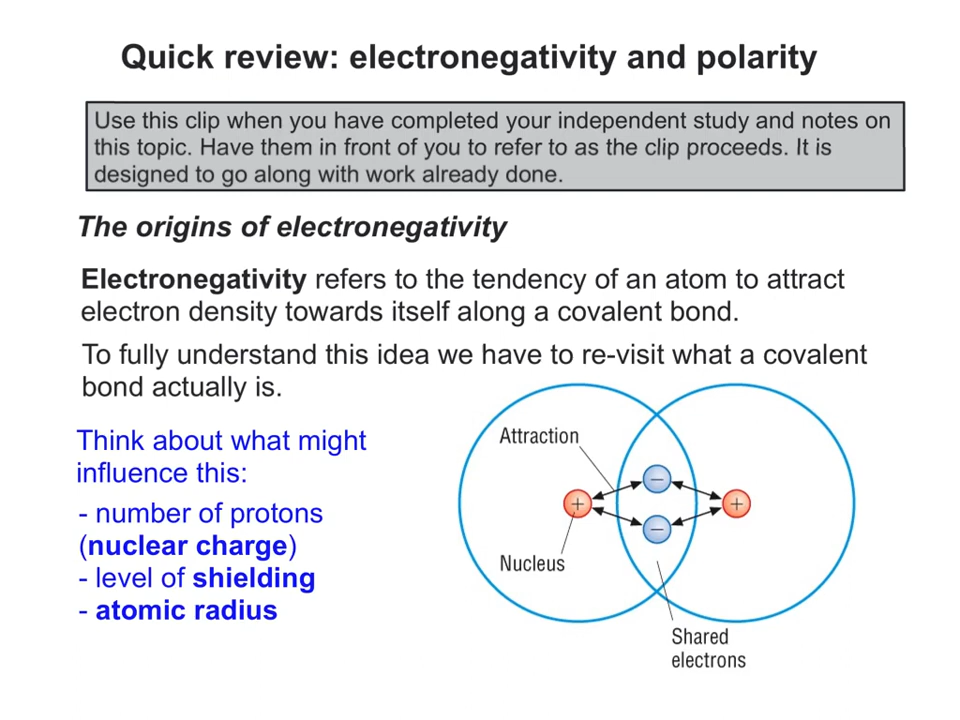 Quick review: electronegativity and polarity
Use this clip when you have completed your independent study and notes on
this topic. Have them in front of you to refer to as the clip proceeds. It is
designed to go along with work already done.
The origins of electronegativity
Electronegativity refers to the tendency of an atom to attract
electron density towards itself along a covalent bond.
To fully understand this idea we have to re-visit what a covalent
bond actually is.
Think about what might
influence this:
- number of protons
(nuclear charge)
- level of shielding
- atomic radius
Attraction
−
+
+
−
Nucleus
Shared
electrons